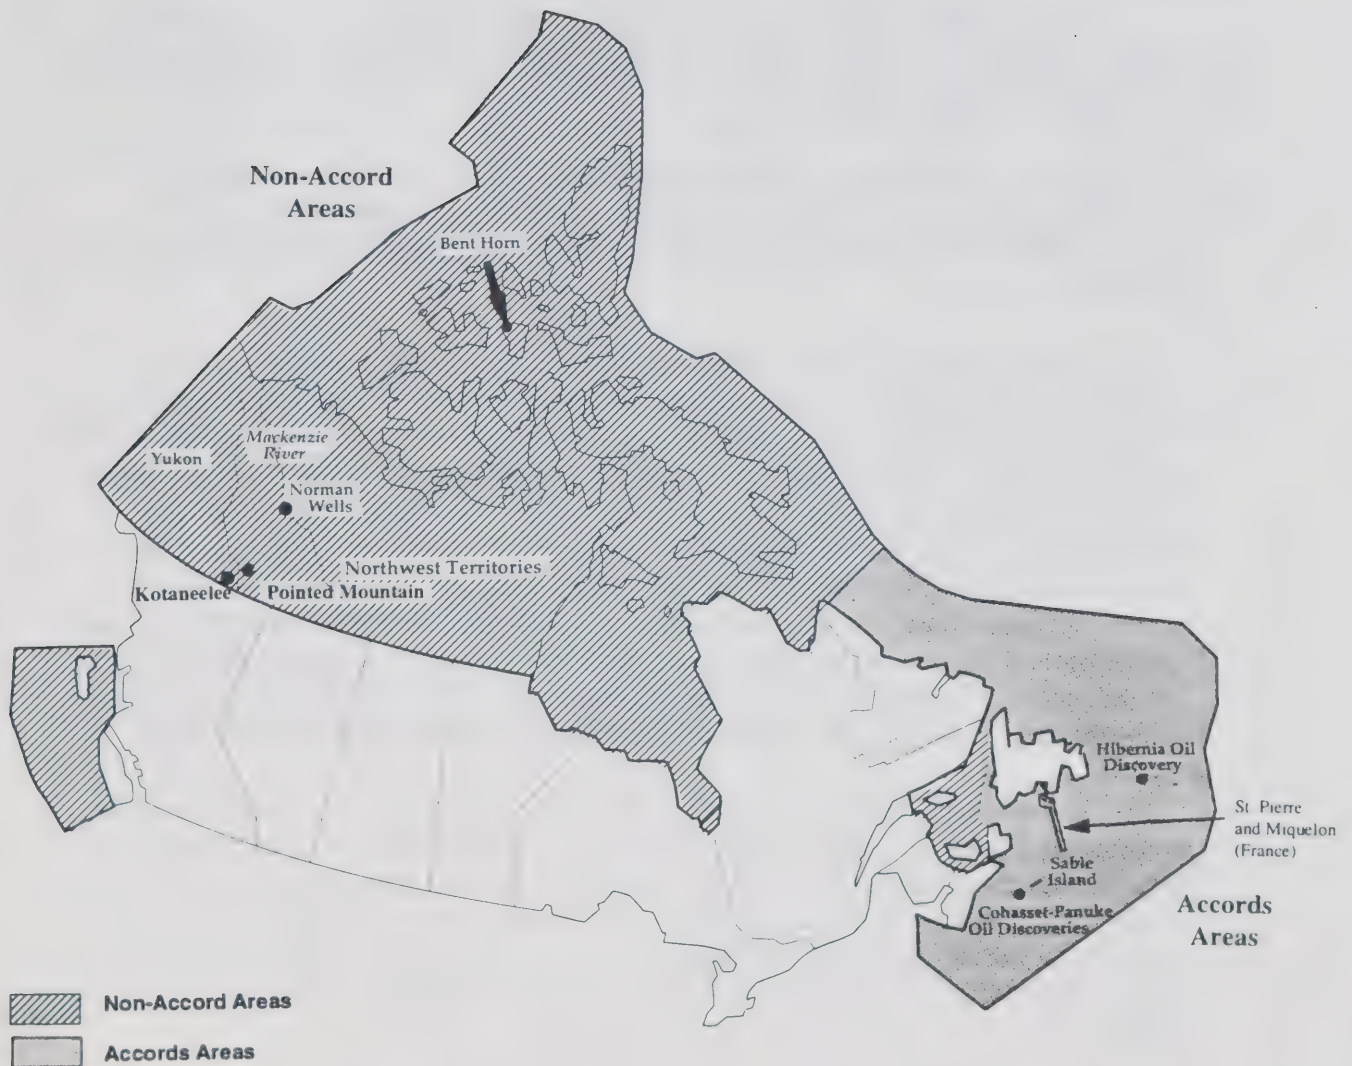 Non-Accord
Areas
Bent Horn
Mackenzie
River
Yukon
Norman
Wells
Northwest Territories
Kotaneelee
Pointed Mountain
Hibernia Oil
Discovery
St. Pierre
and Miquelon
(France)
Sable
Island
Cohasset-Panuke
Oil Discoveries
Accords
Areas
Non-Accord Areas
Accords Areas